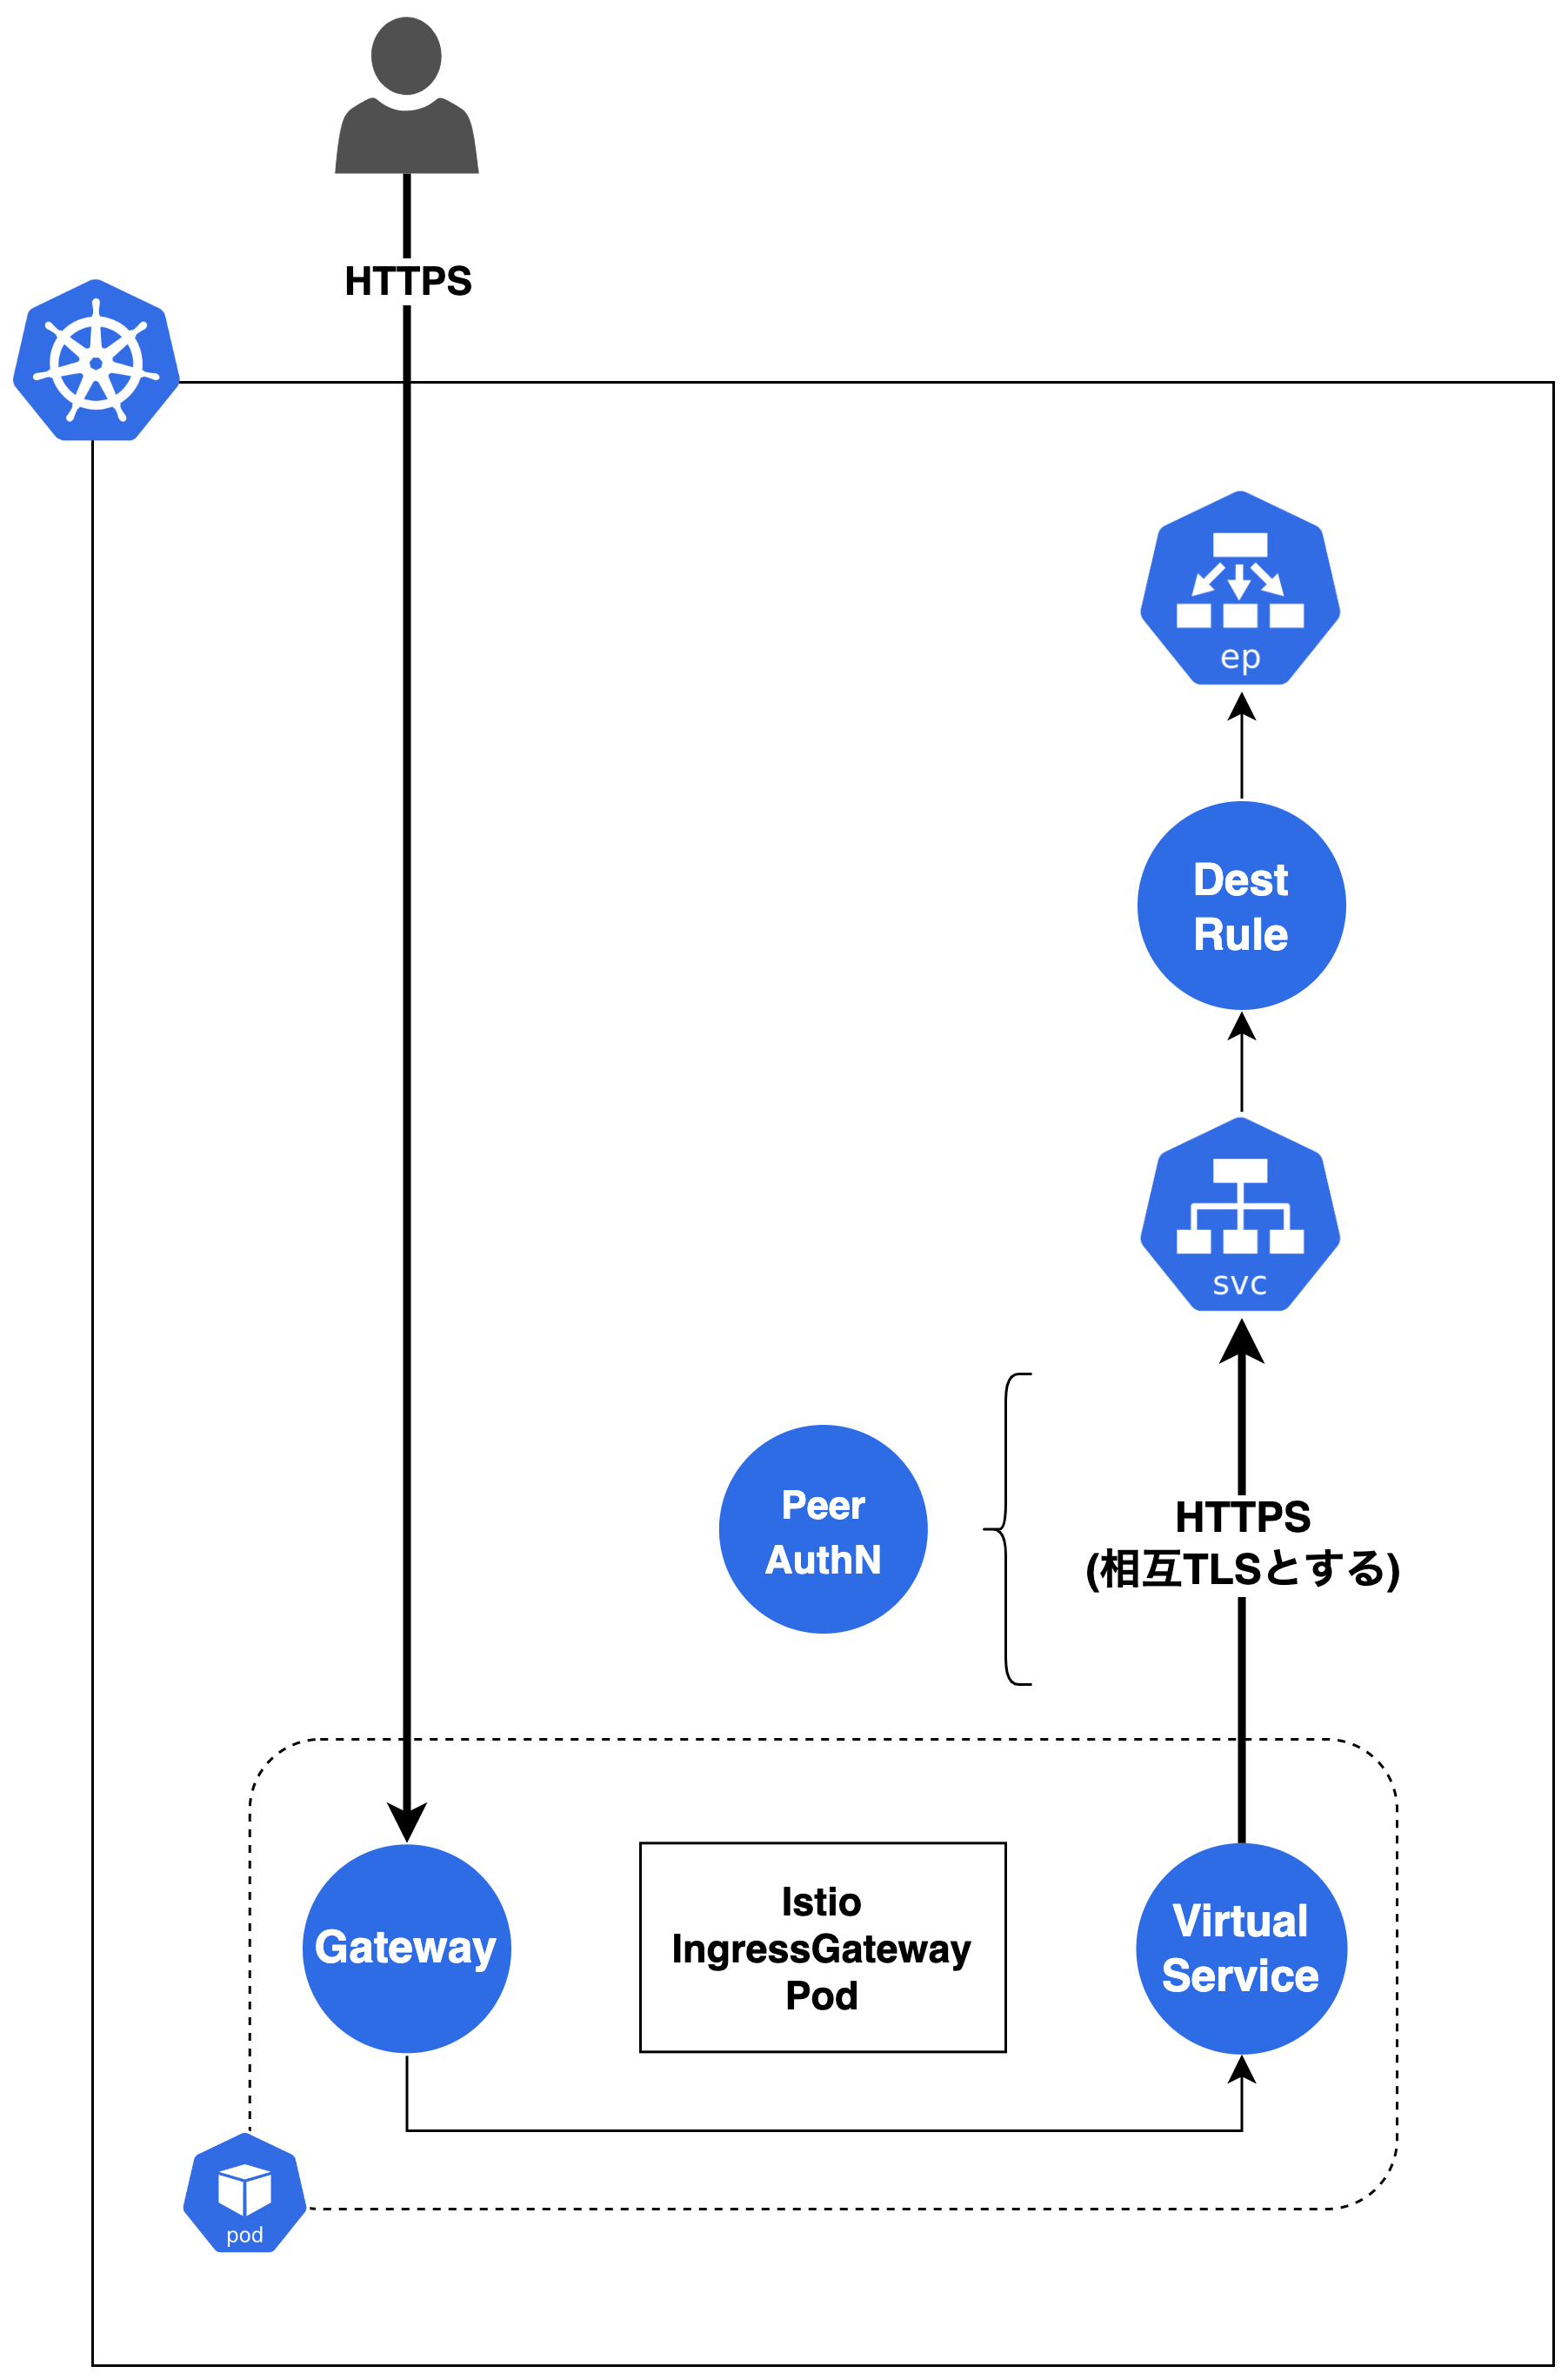 HTTPS
ep
Dest
Rule
svc
Peer
AuthN
HTTPS
(相互TLSとする)
Gateway
Istio
IngressGateway
Pod
Virtual
Service
pod